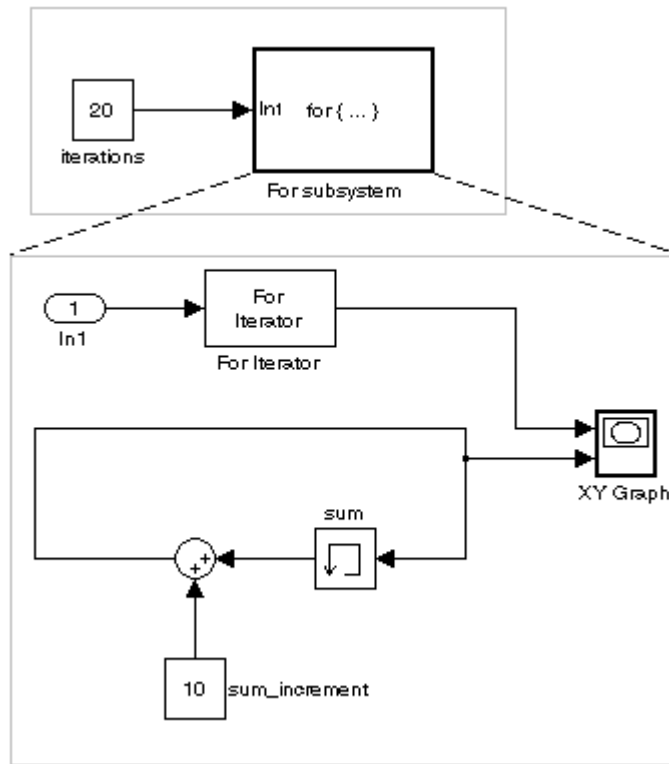 20
iterations
In1
for { ... }
For subsystem
1
In1
For
Iterator
For Iterator
XY Graph
sum
+
+
10
sum_increment